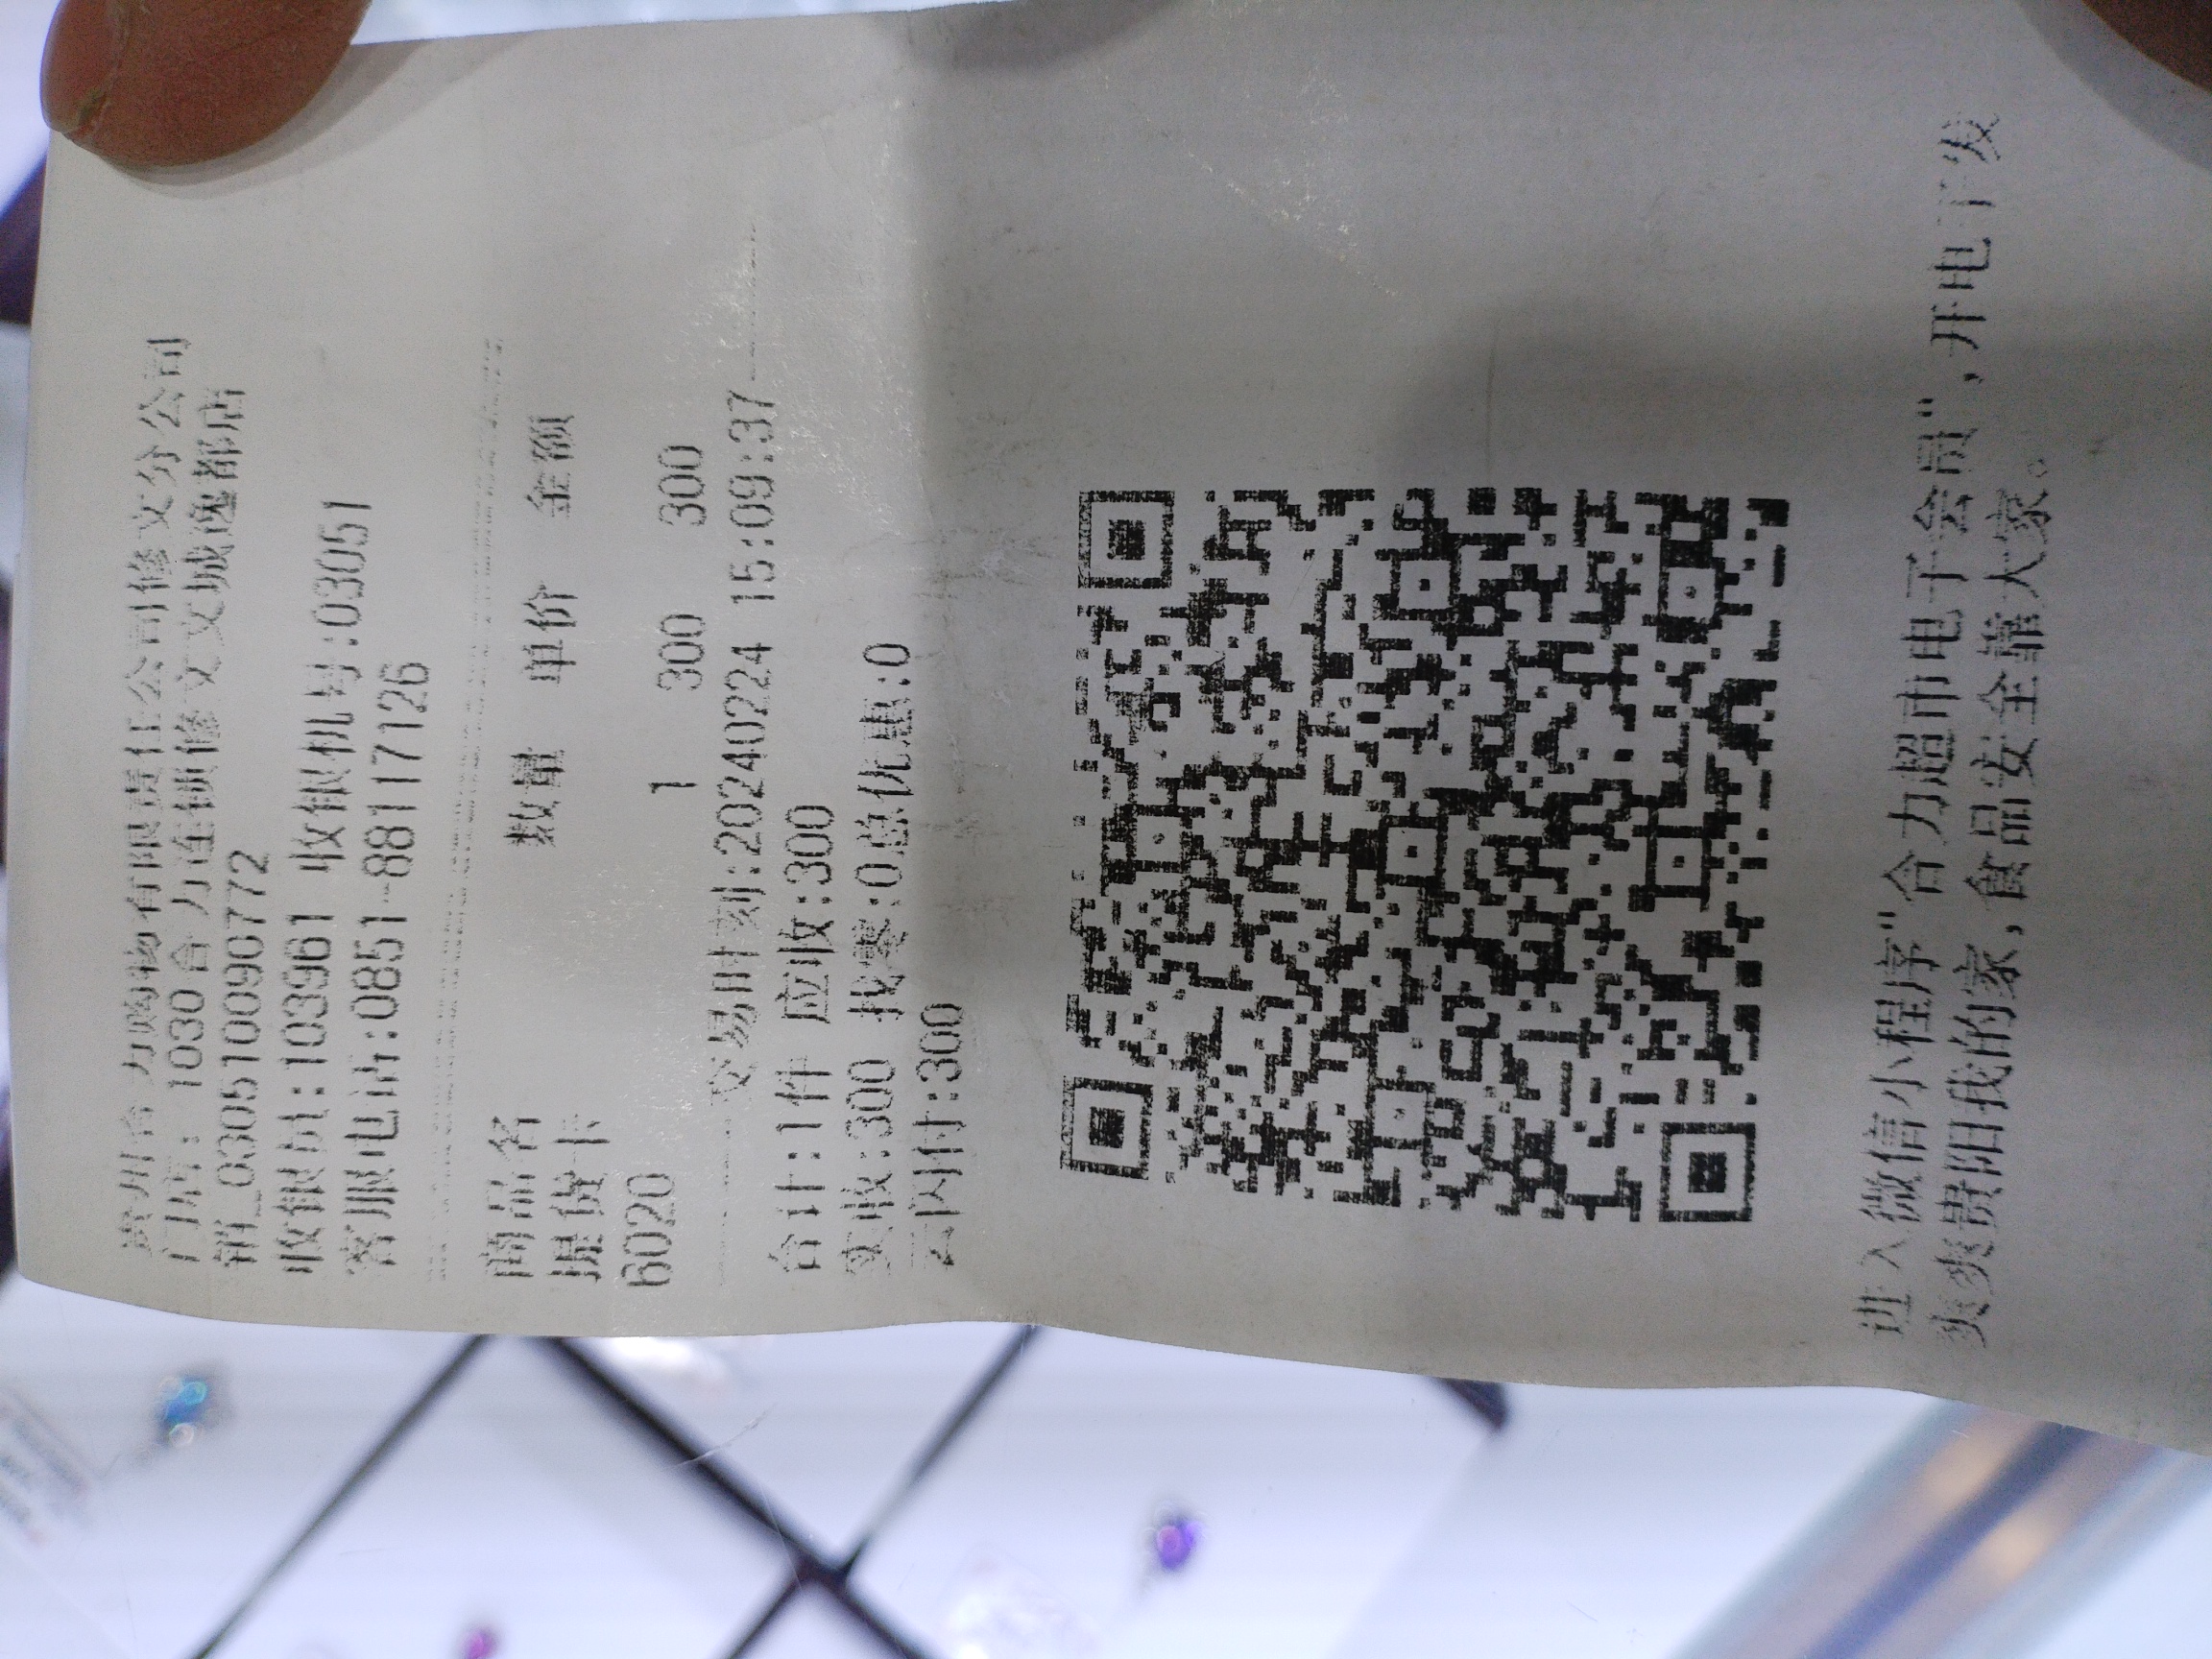 贵州合力购物有限责任公司修文分公司
门店: 1030 合力连锁修文文城逸都店
销_030510090772
收银员:103961 收银机号:03051
客服电话:0851-88117126
商品名 数量 单价 金额
提货卡
6020 1 300 300
交易时刻:20240224 15:09:37
合计:1件 应收:300
实收:300 找零:0总优惠:0
云闪付:300
进入微信小程序"合力超市电子会员",开电子发
爽爽贵阳我的家,食品安全靠大家。